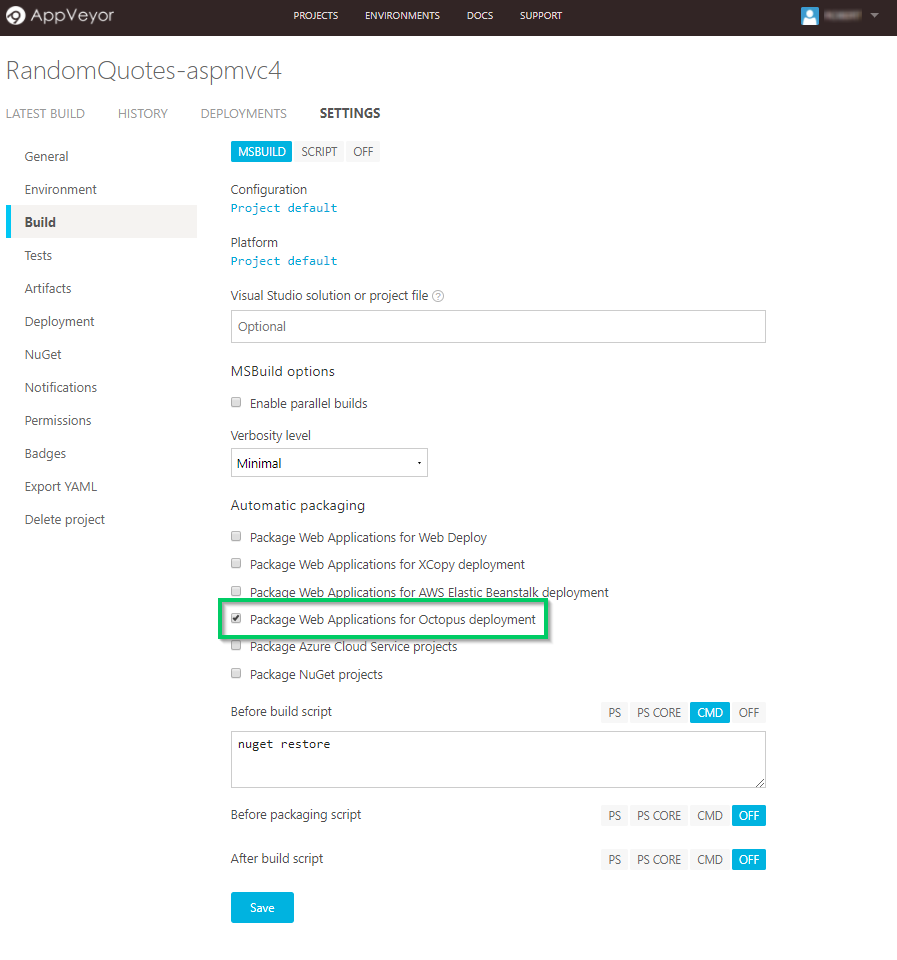 AppVeyor PROJECTS ENVIRONMENTS DOCS SUPPORT
RandomQuotes-aspmvc4
LATEST BUILD HISTORY DEPLOYMENTS SETTINGS
General
Environment
Build
Tests
Artifacts
Deployment
NuGet
Notifications
Permissions
Badges
Export YAML
Delete project
MSBUILD SCRIPT OFF
Configuration
Project default
Platform
Project default
Visual Studio solution or project file ?
Optional
MSBuild options
Enable parallel builds
Verbosity level
Minimal
Automatic packaging
Package Web Applications for Web Deploy
Package Web Applications for XCopy deployment
Package Web Applications for AWS Elastic Beanstalk deployment
Package Web Applications for Octopus deployment
Package Azure Cloud Service projects
Package NuGet projects
Before build script PS PS CORE CMD OFF
nuget restore
Before packaging script PS PS CORE CMD OFF
After build script PS PS CORE CMD OFF
Save